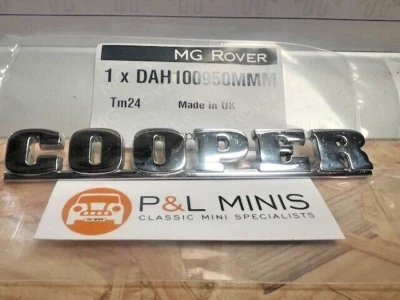 MG ROVER
1 x DAH100950MMM
Tm24 Made in UK
COOPER
P&L MINIS
CLASSIC MINI SPECIALISTS